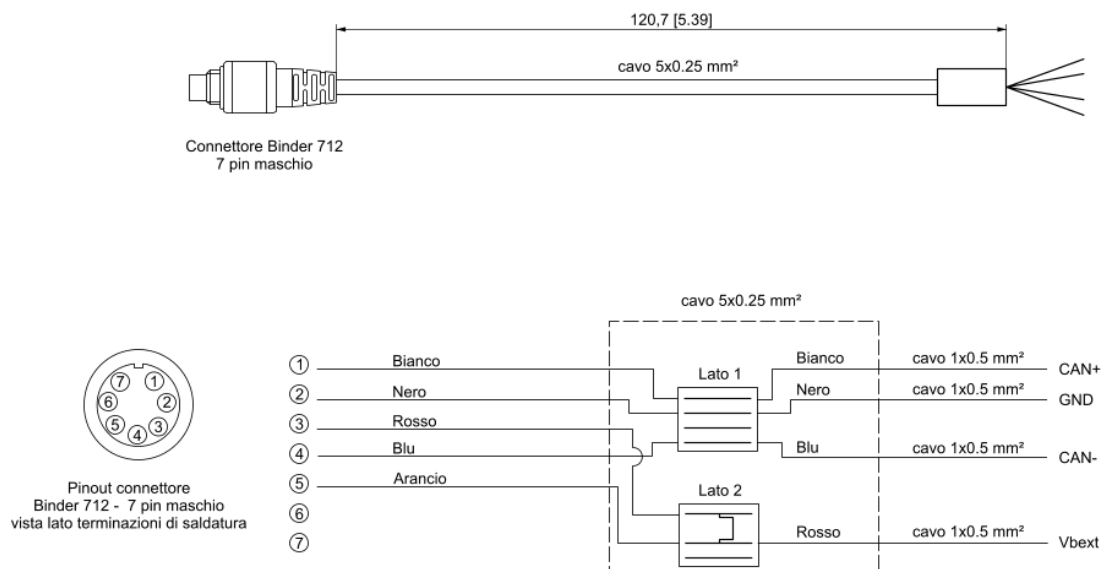 120,7 [5.39]
cavo 5x0.25 mm²
Connettore Binder 712
7 pin maschio
cavo 5x0.25 mm²
1 Bianco
Lato 1
Bianco cavo 1x0.5 mm² CAN+
2 Nero
Nero cavo 1x0.5 mm² GND
3 Rosso
4 Blu
Blu cavo 1x0.5 mm² CAN-
5 Arancio
Lato 2
6
7
Rosso cavo 1x0.5 mm² Vbext
7 1
6 2
5 4 3
Pinout connettore
Binder 712 - 7 pin maschio
vista lato terminazioni di saldatura